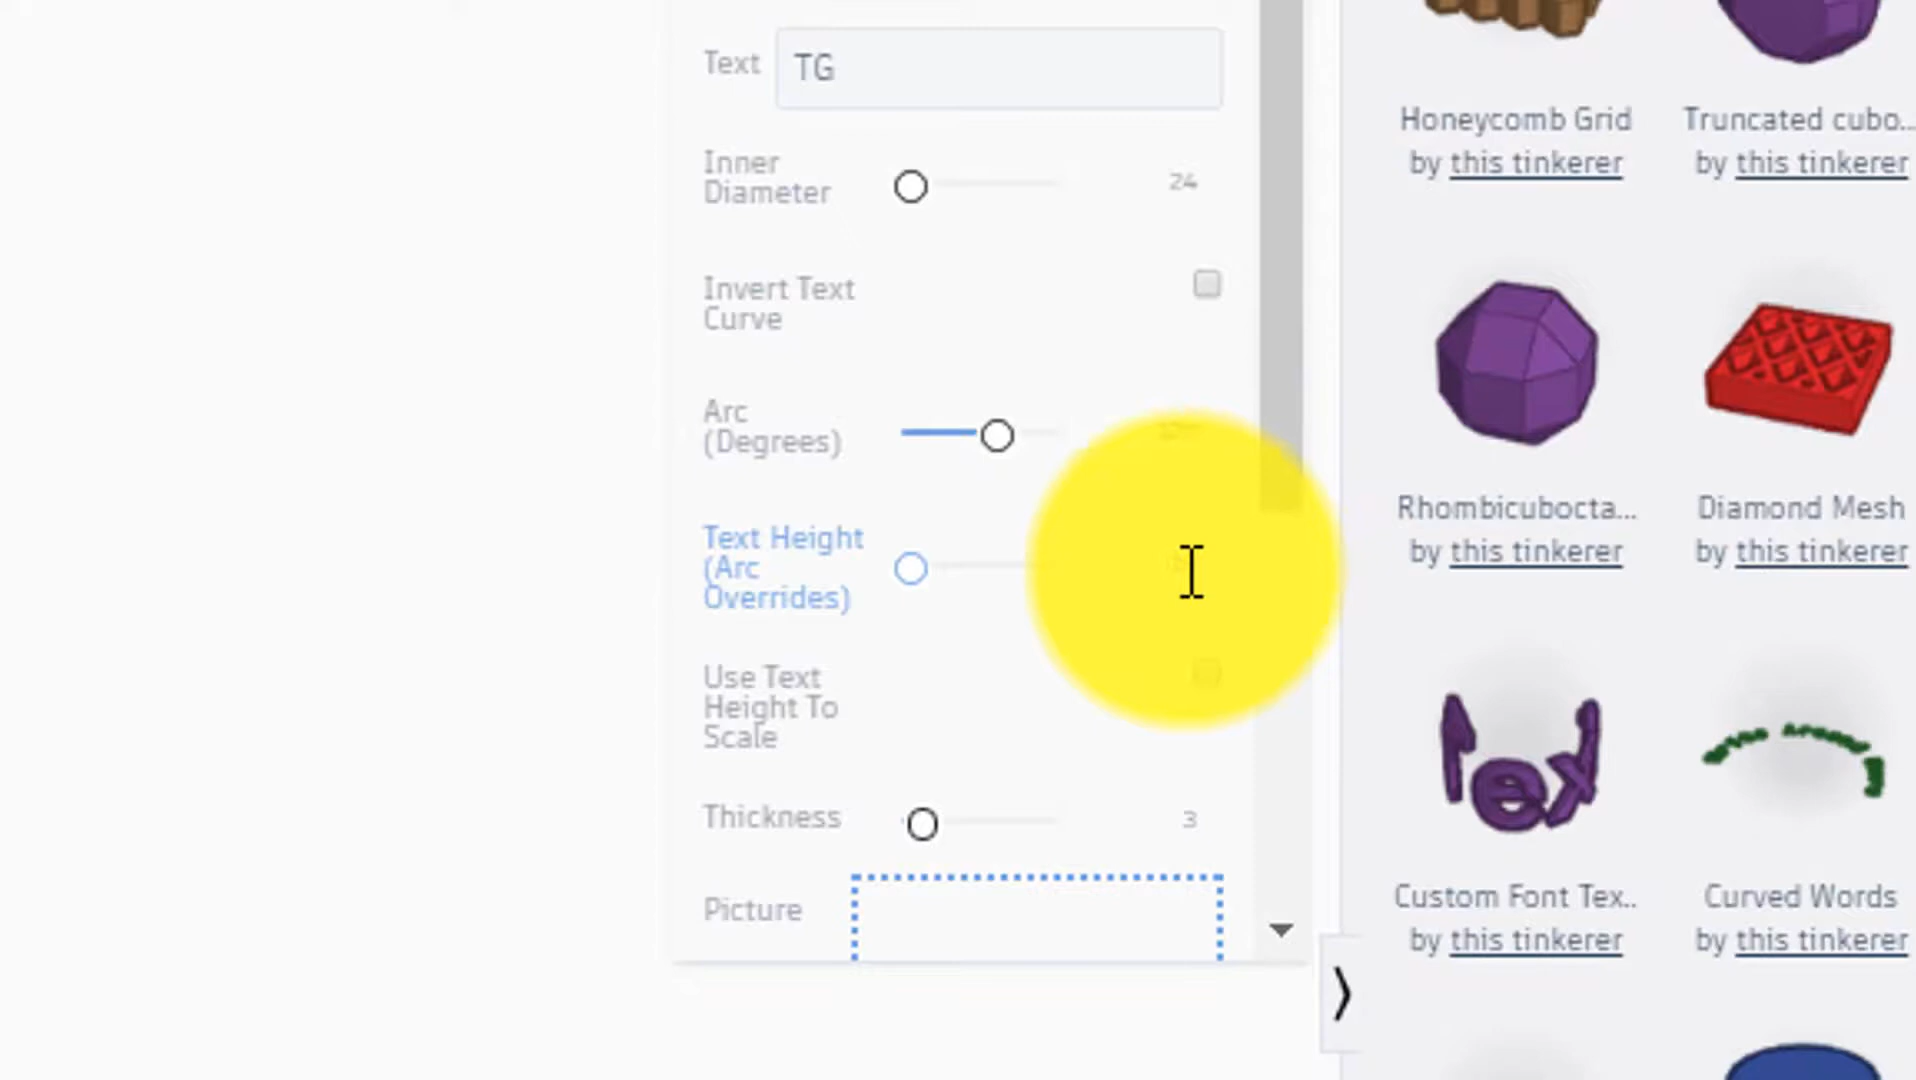 Text TG
Inner
Diameter
24
Invert Text
Curve
Arc
(Degrees)
Text Height
(Arc
Overrides)
Use Text
Height To
Scale
Thickness
3
Picture
Honeycomb Grid
by this tinkerer
Truncated cubo...
by this tinkerer
Rhombicubocta...
by this tinkerer
Diamond Mesh
by this tinkerer
Custom Font Tex..
by this tinkerer
Curved Words
by this tinkerer